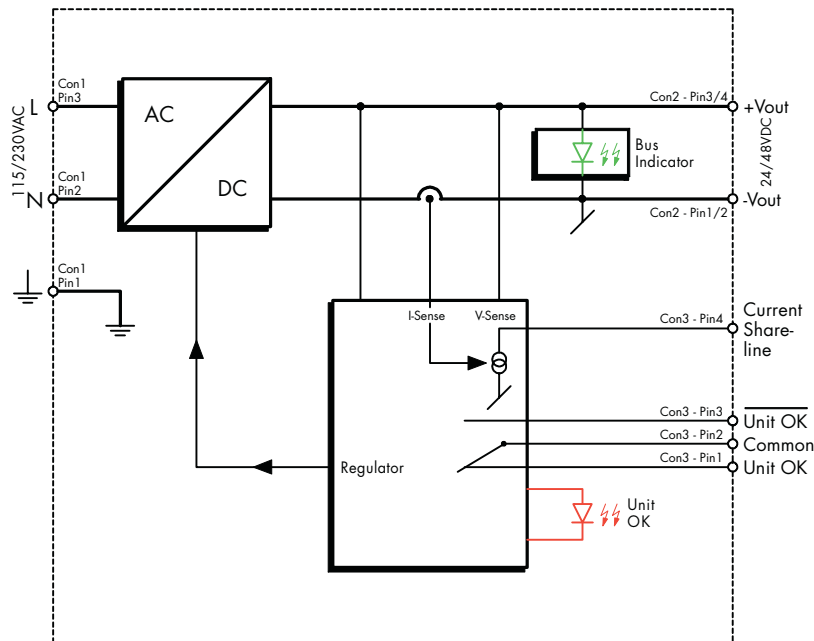 Con1
Pin3
L
115/230VAC
AC
DC
Con1
Pin2
N
Con1
Pin1
Con2 - Pin3/4
+Vout
24/48VDC
Bus
Indicator
-Vout
Con2 - Pin1/2
I-Sense
V-Sense
Con3 - Pin4
Current
Share-
line
Con3 - Pin3
Unit OK
Con3 - Pin2
Common
Con3 - Pin1
Unit OK
Regulator
Unit
OK